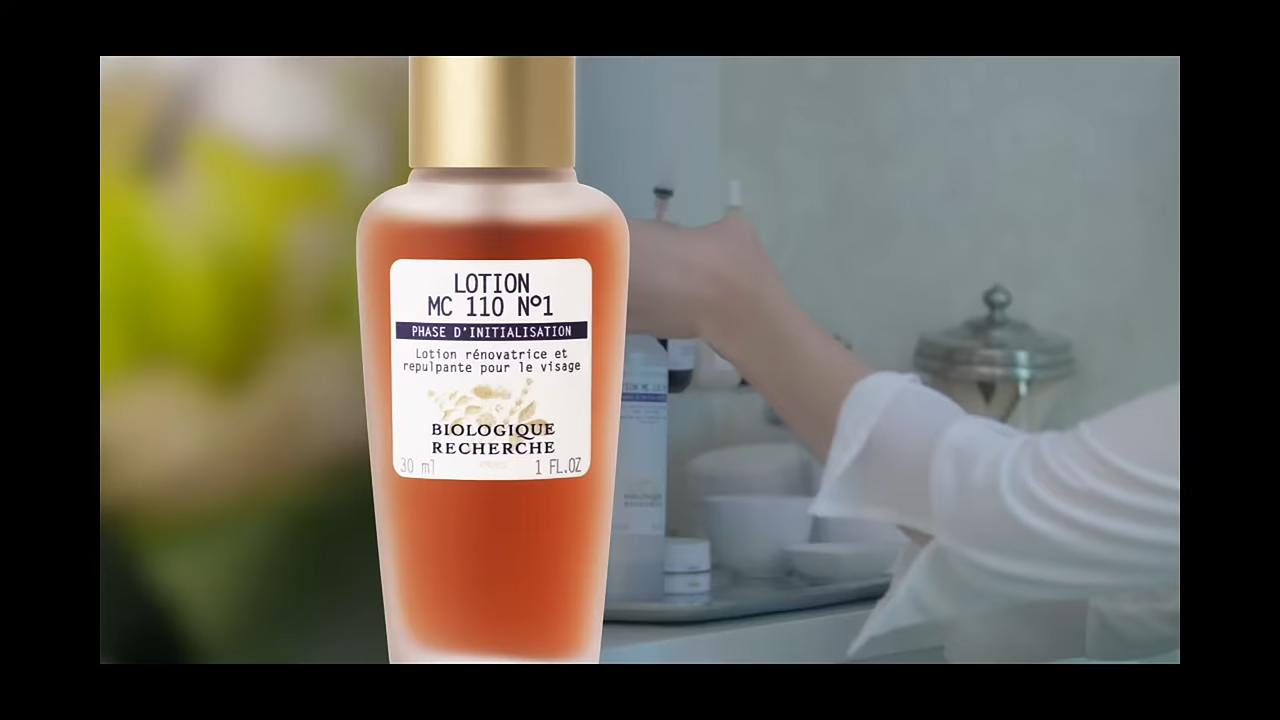 LOTION
MC 110 Nº1
PHASE D'INITIALISATION
Lotion rénovatrice et
repulpante pour le visage
BIOLOGIQUE
RECHERCHE
30 ml
1 FL.OZ